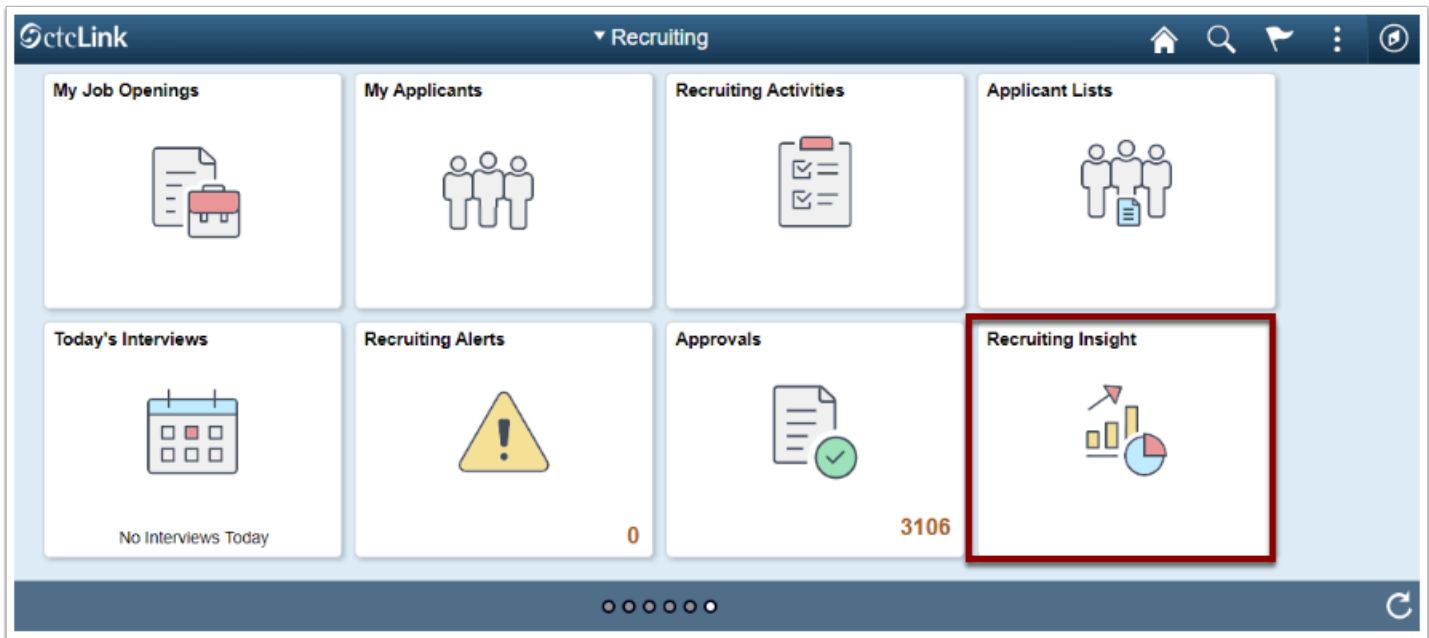 ctcLink
Recruiting
My Job Openings
My Applicants
Recruiting Activities
Applicant Lists
Today's Interviews
No Interviews Today
Recruiting Alerts
0
Approvals
3106
Recruiting Insight